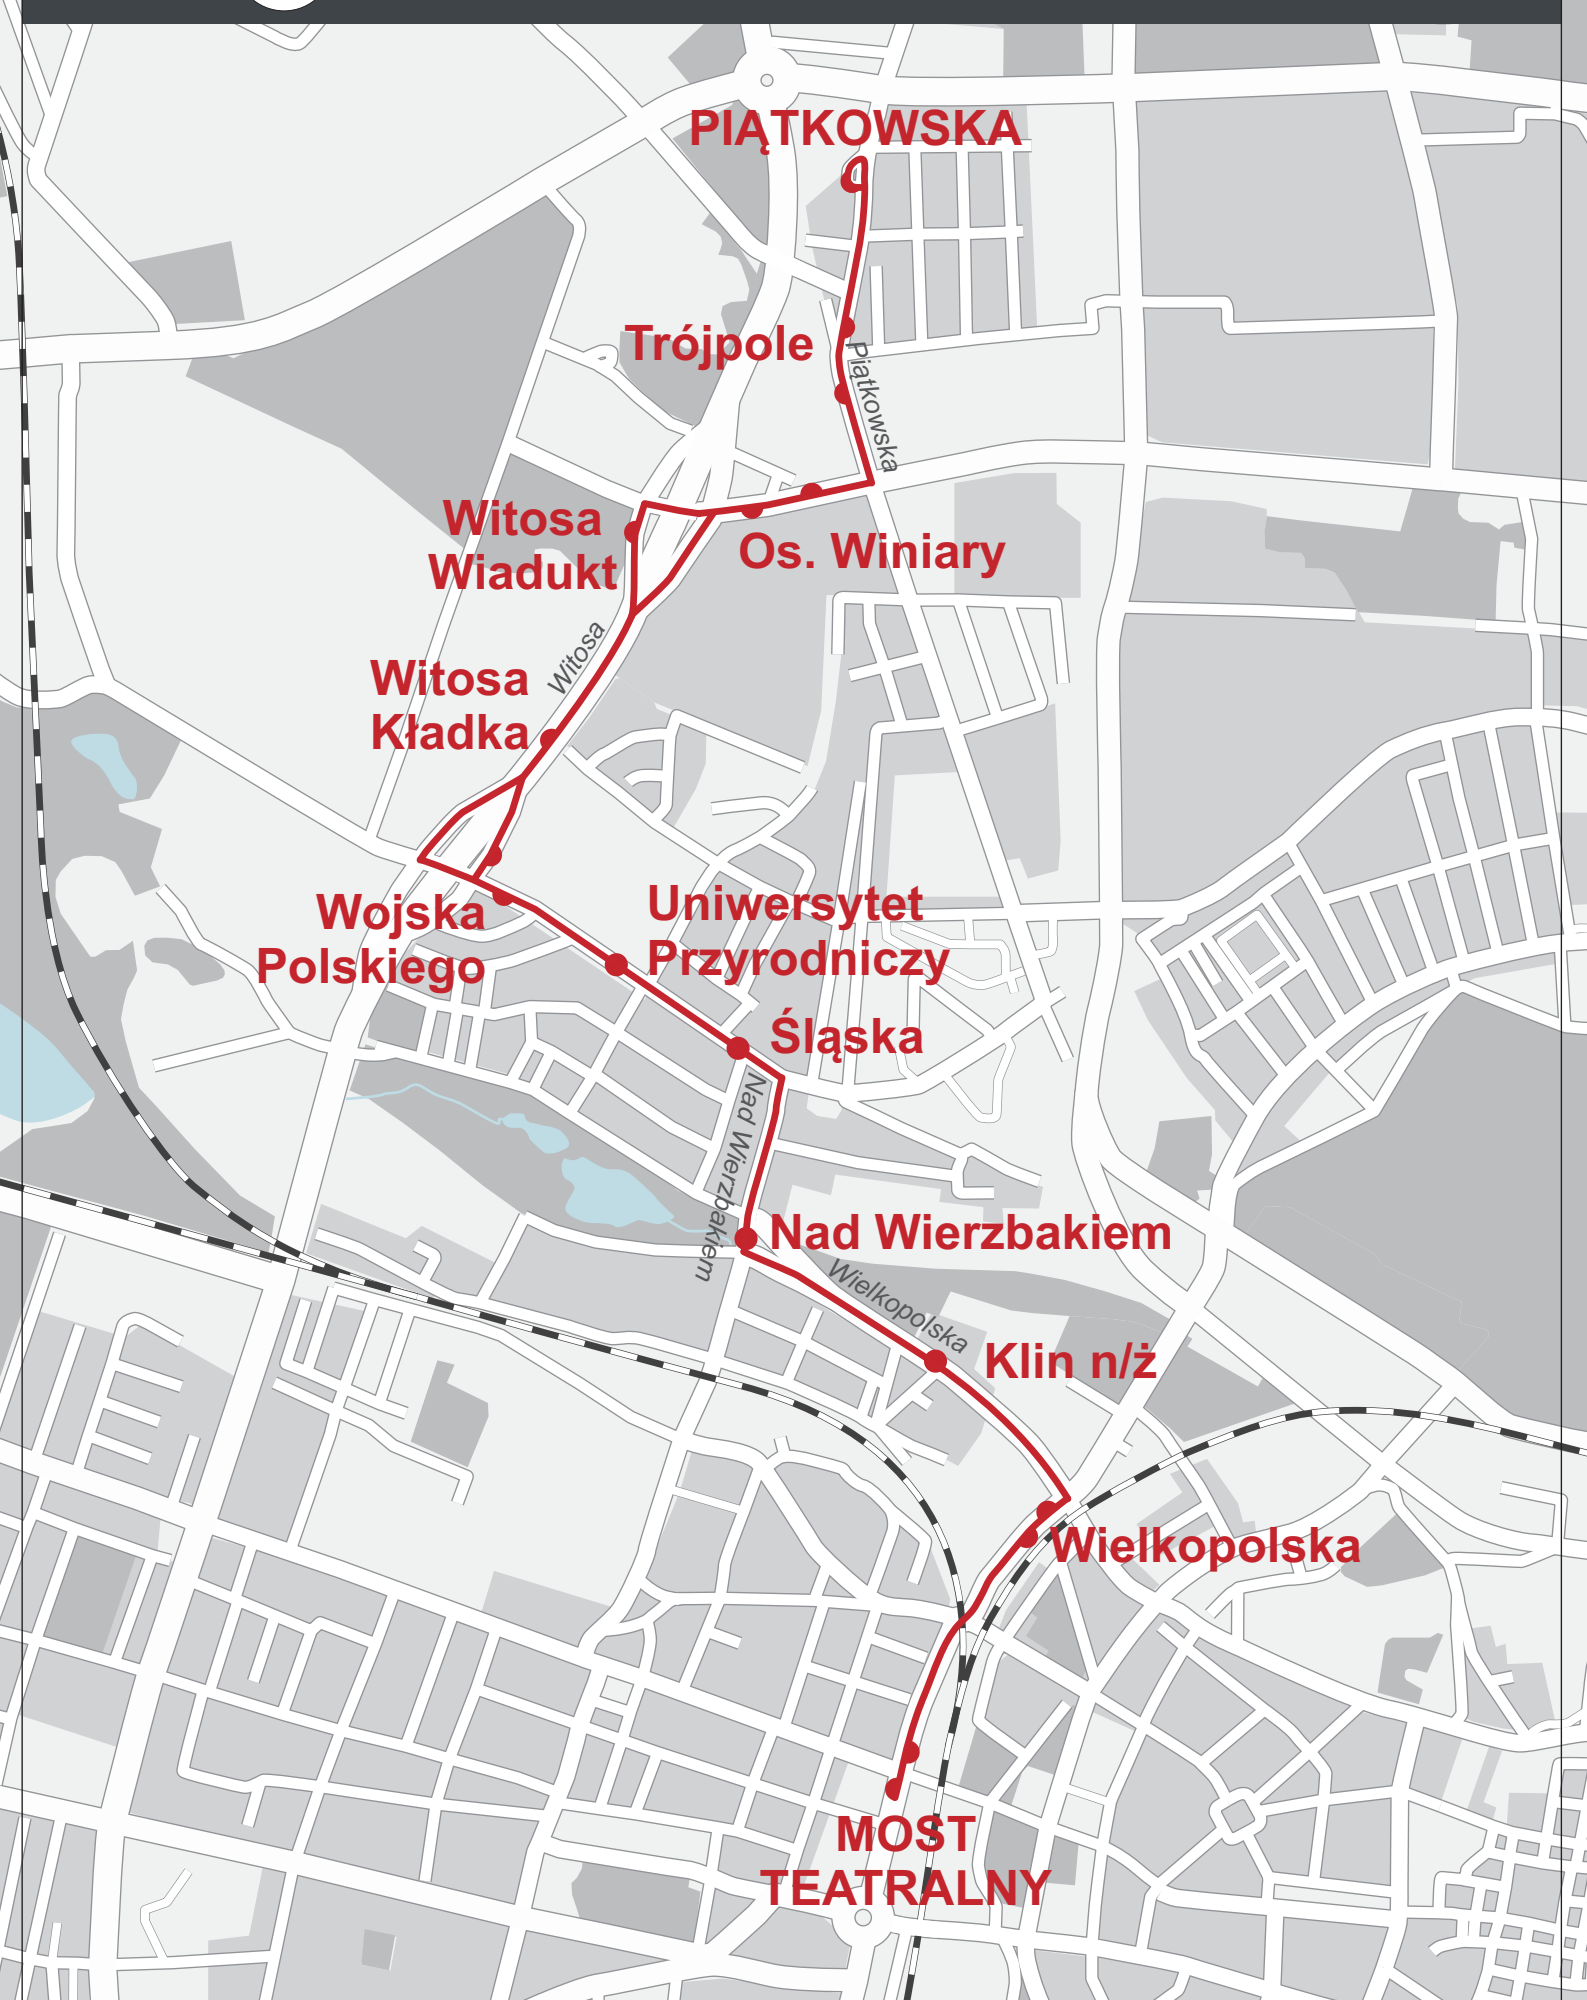 PIĄTKOWSKA
Trójpole
Piątkowska
Witosa
Wiadukt
Os. Winiary
Witosa
Witosa
Kładka
Wojska
Polskiego
Uniwersytet
Przyrodniczy
Śląska
Nad Wierzbakiem
Nad Wierzbakiem
Wielkopolska
Klin n/ż
Wielkopolska
MOST
TEATRALNY